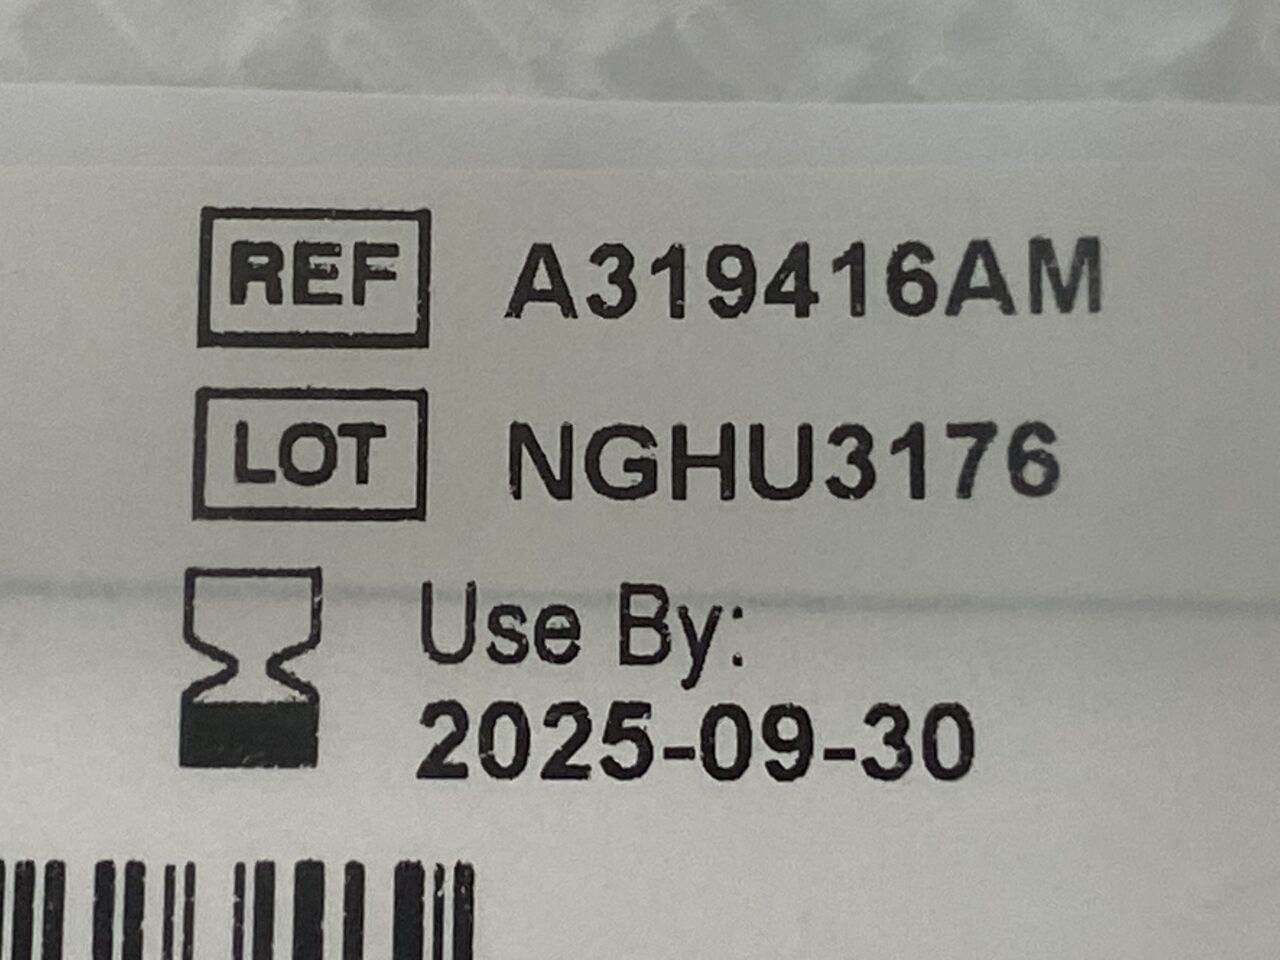 REF A319416AM
LOT NGHU3176
Use By:
2025-09-30